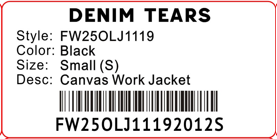 DENIM TEARS
Style: FW25OLJ1119
Color: Black
Size: Small (S)
Desc: Canvas Work Jacket
FW25OLJ11192012S